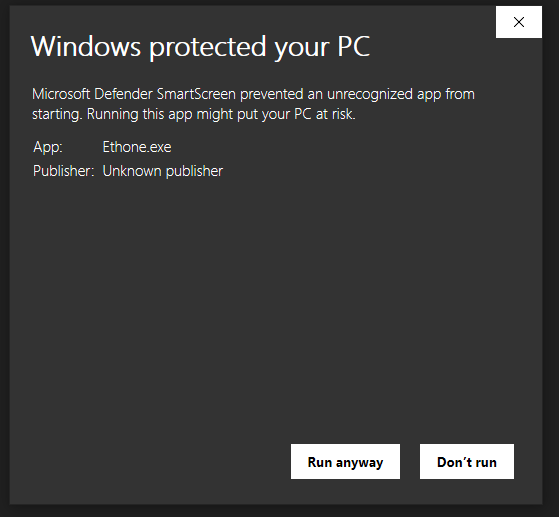 Windows protected your PC
Microsoft Defender SmartScreen prevented an unrecognized app from
starting. Running this app might put your PC at risk.
App: Ethone.exe
Publisher: Unknown publisher
Run anyway Don’t run